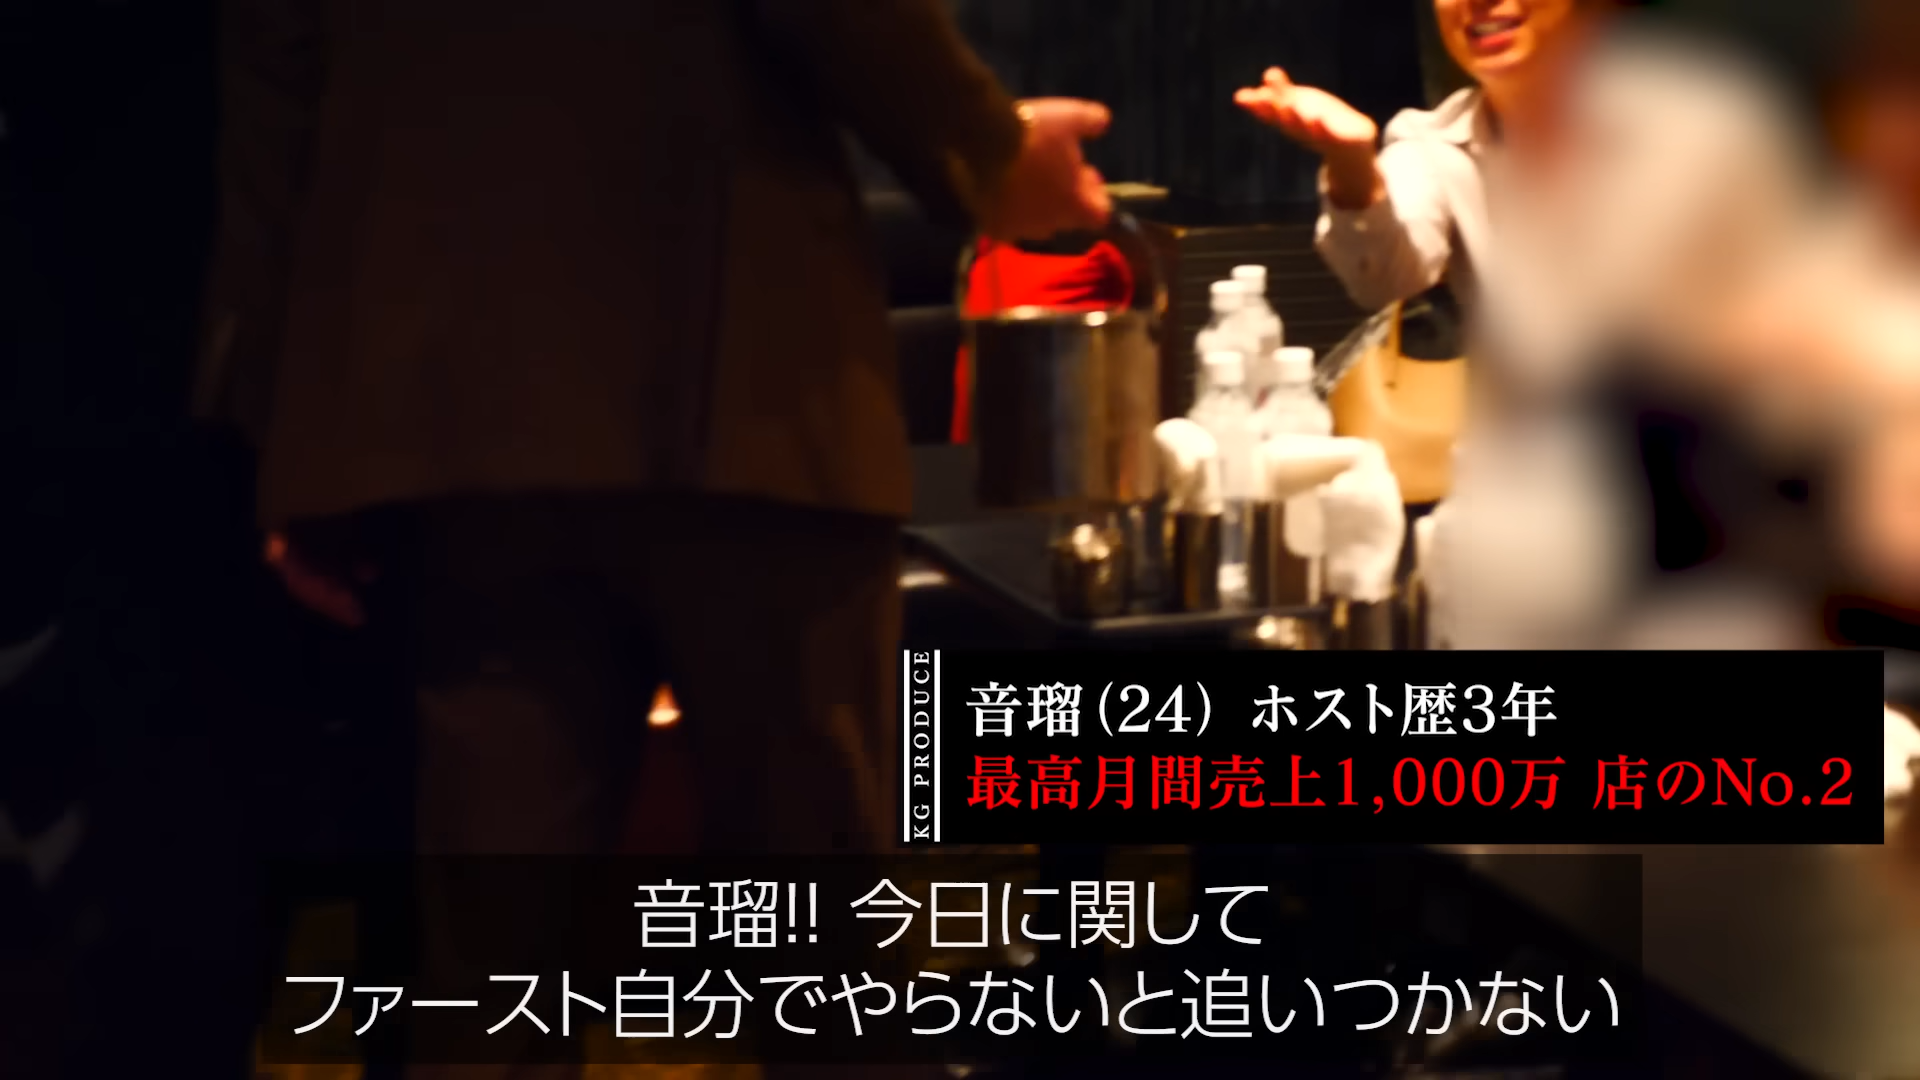 KG PRODUCE
音瑠(24) ホスト歴3年
最高月間売上1,000万 店のNo.2
音瑠!! 今日に関して
ファースト自分でやらないと追いつかない